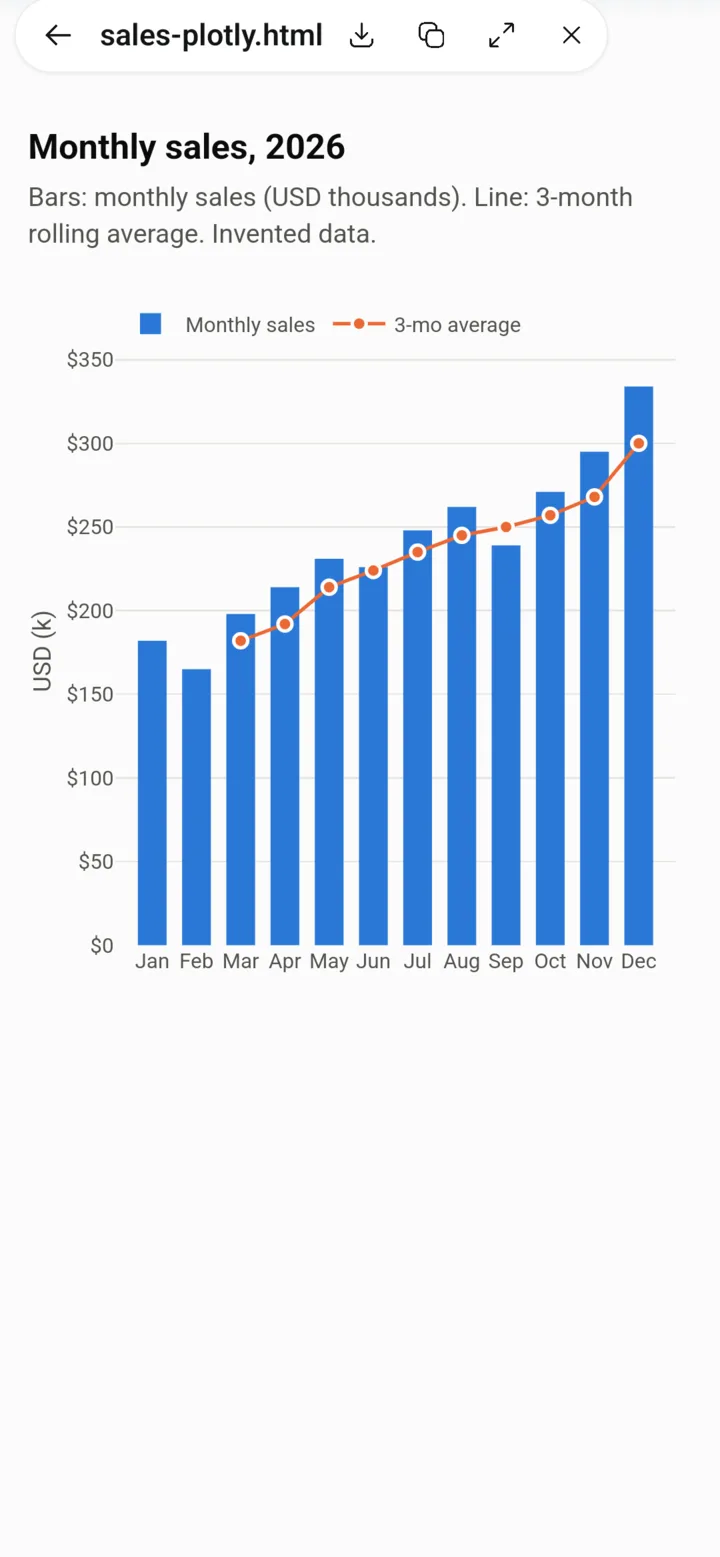 sales-plotly.html
Monthly sales, 2026
Bars: monthly sales (USD thousands). Line: 3-month
rolling average. Invented data.
Monthly sales 3-mo average
$350
$300
$250
$200
$150
$100
$50
$0
USD (k)
Jan Feb Mar Apr May Jun Jul Aug Sep Oct Nov Dec